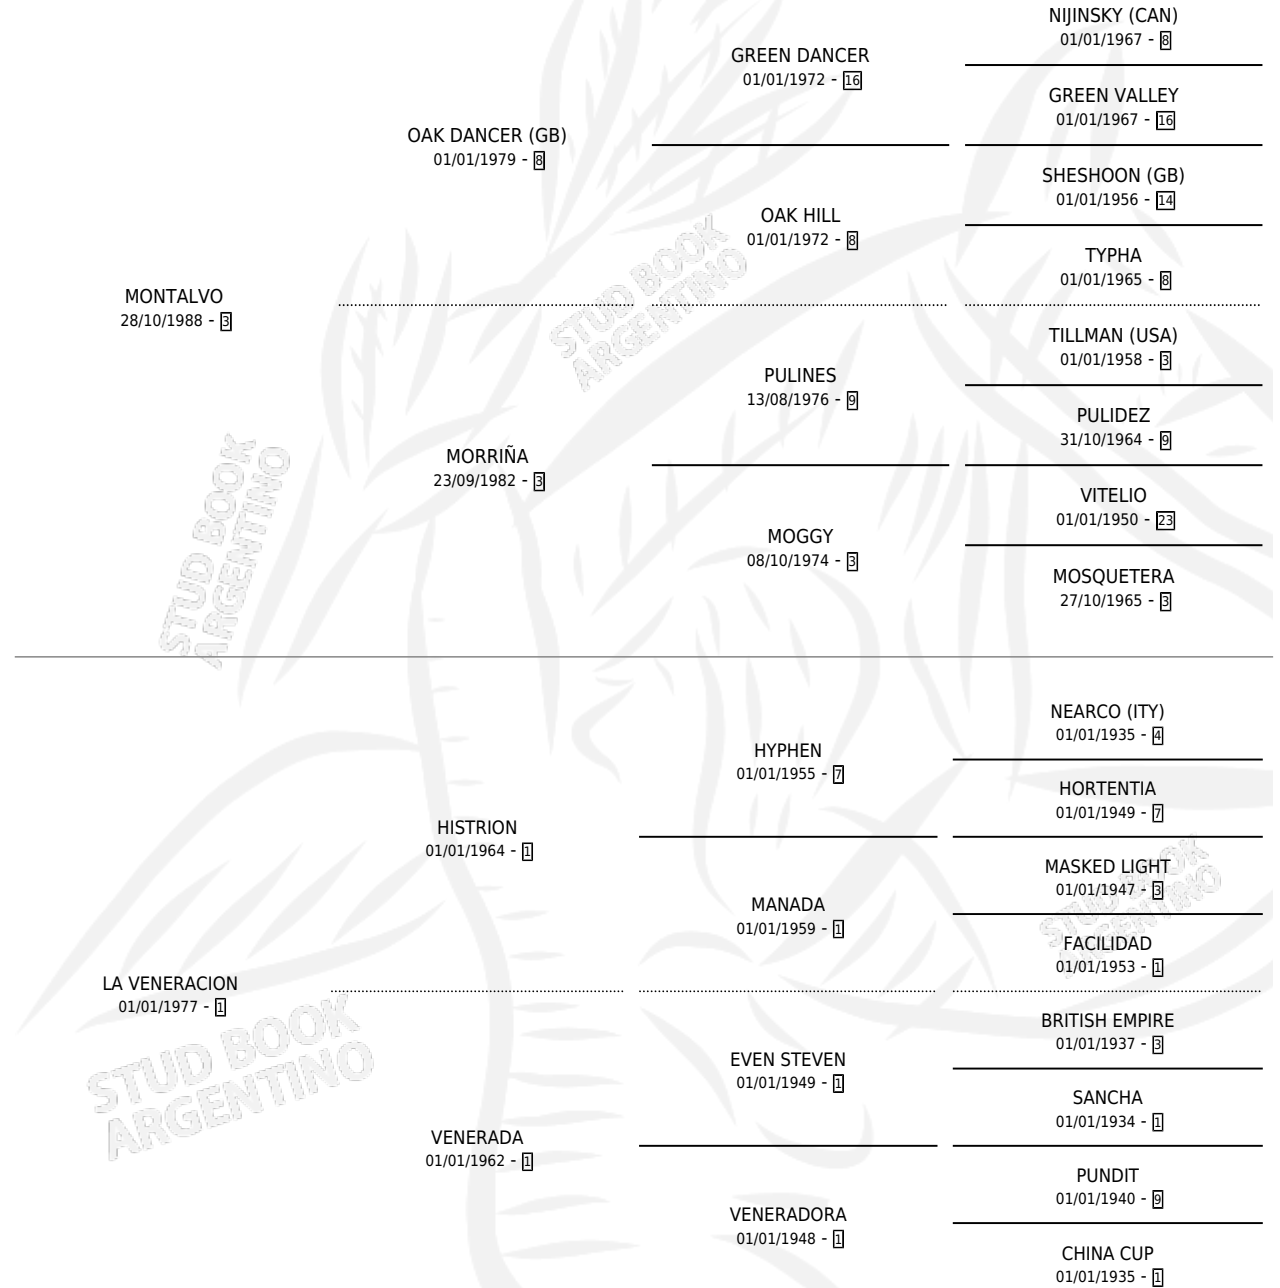 NIJINSKY (CAN)
01/01/1967 - 8
GREEN DANCER
01/01/1972 - 16
GREEN VALLEY
01/01/1967 - 16
OAK DANCER (GB)
01/01/1979 - 8
SHESHOON (GB)
01/01/1956 - 14
OAK HILL
01/01/1972 - 8
TYPHA
01/01/1965 - 8
MONTALVO
28/10/1988 - 3
STUD BOOK
ARGENTINO
TILLMAN (USA)
01/01/1958 - 3
PULINES
13/08/1976 - 9
PULIDEZ
31/10/1964 - 9
MORRIÑA
23/09/1982 - 3
VITELIO
01/01/1950 - 23
MOGGY
08/10/1974 - 3
MOSQUETERA
27/10/1965 - 3
STUD BOOK
ARGENTINO
NEARCO (ITY)
01/01/1935 - 4
HYPHEN
01/01/1955 - 7
HORTENTIA
01/01/1949 - 7
HISTRION
01/01/1964 - 1
MASKED LIGHT
01/01/1947 - 3
MANADA
01/01/1959 - 1
FACILIDAD
01/01/1953 - 1
STUD BOOK
ARGENTINO
LA VENERACION
01/01/1977 - 1
BRITISH EMPIRE
01/01/1937 - 3
EVEN STEVEN
01/01/1949 - 1
SANCHA
01/01/1934 - 1
STUD BOOK
ARGENTINO
VENERADA
01/01/1962 - 1
PUNDIT
01/01/1940 - 9
VENERADORA
01/01/1948 - 1
CHINA CUP
01/01/1935 - 1